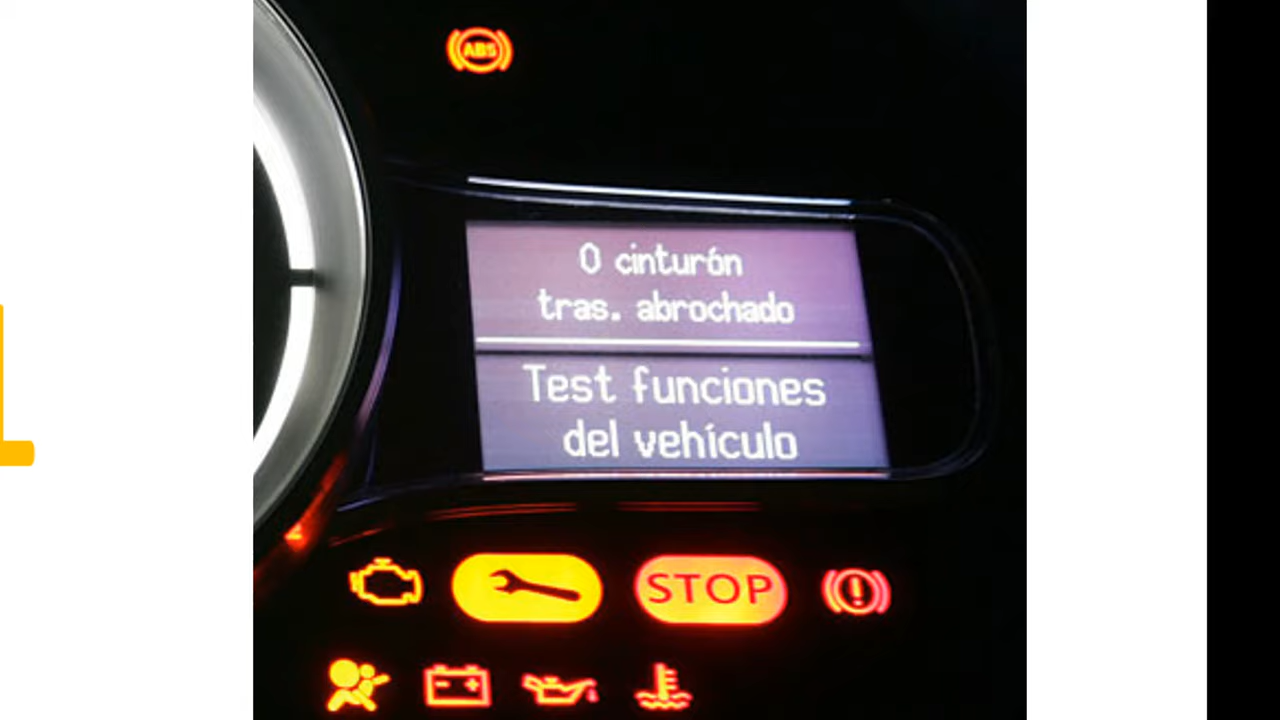 ABS
0 cinturón
tras. abrochado
Test funciones
del vehículo
STOP